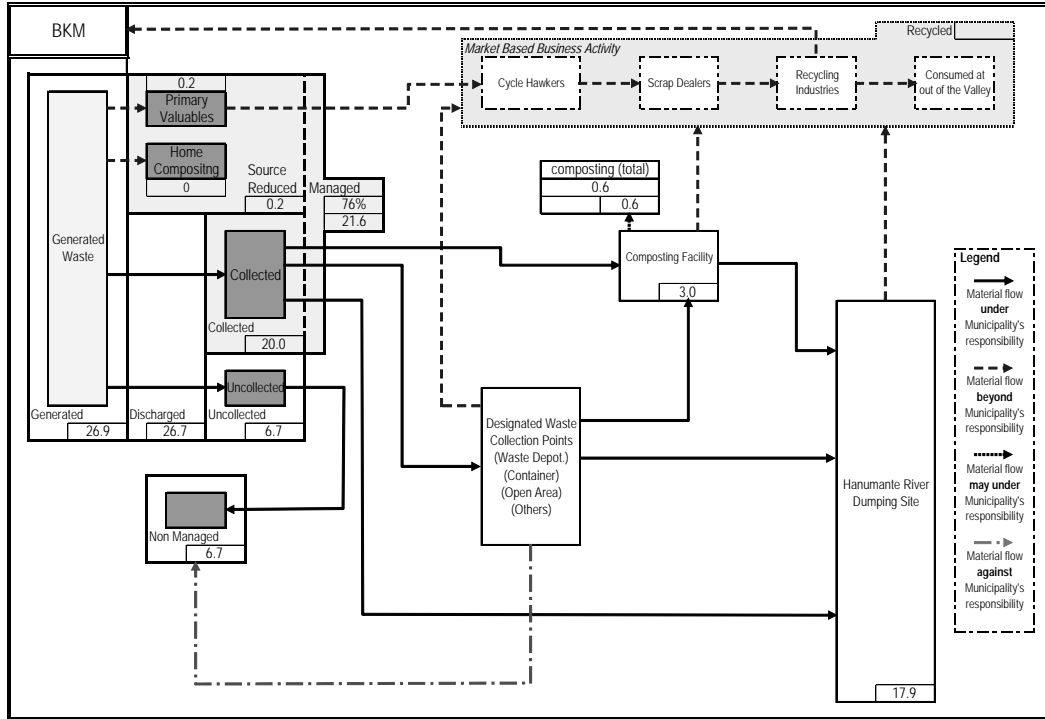 BKM
Recycled
Market Based Business Activity
Cycle Hawkers
Scrap Dealers
Recycling
Industries
Consumed at
out of the Valley
0.2
Primary
Valuables
Home
Compositng
0
Source
Reduced
0.2
Managed
76%
21.6
composting (total)
0.6
0.6
Generated
Waste
Collected
Collected
20.0
Composting Facility
3.0
Uncollected
Generated
26.9
Discharged
26.7
Uncollected
6.7
Designated Waste
Collection Points
(Waste Depot.)
(Container)
(Open Area)
(Others)
Hanumante River
Dumping Site
17.9
Non Managed
6.7
Legend
Material flow
under
Municipality's
responsibility
Material flow
beyond
Municipality's
responsibility
Material flow
may under
Municipality's
responsibility
Material flow
against
Municipality's
responsibility